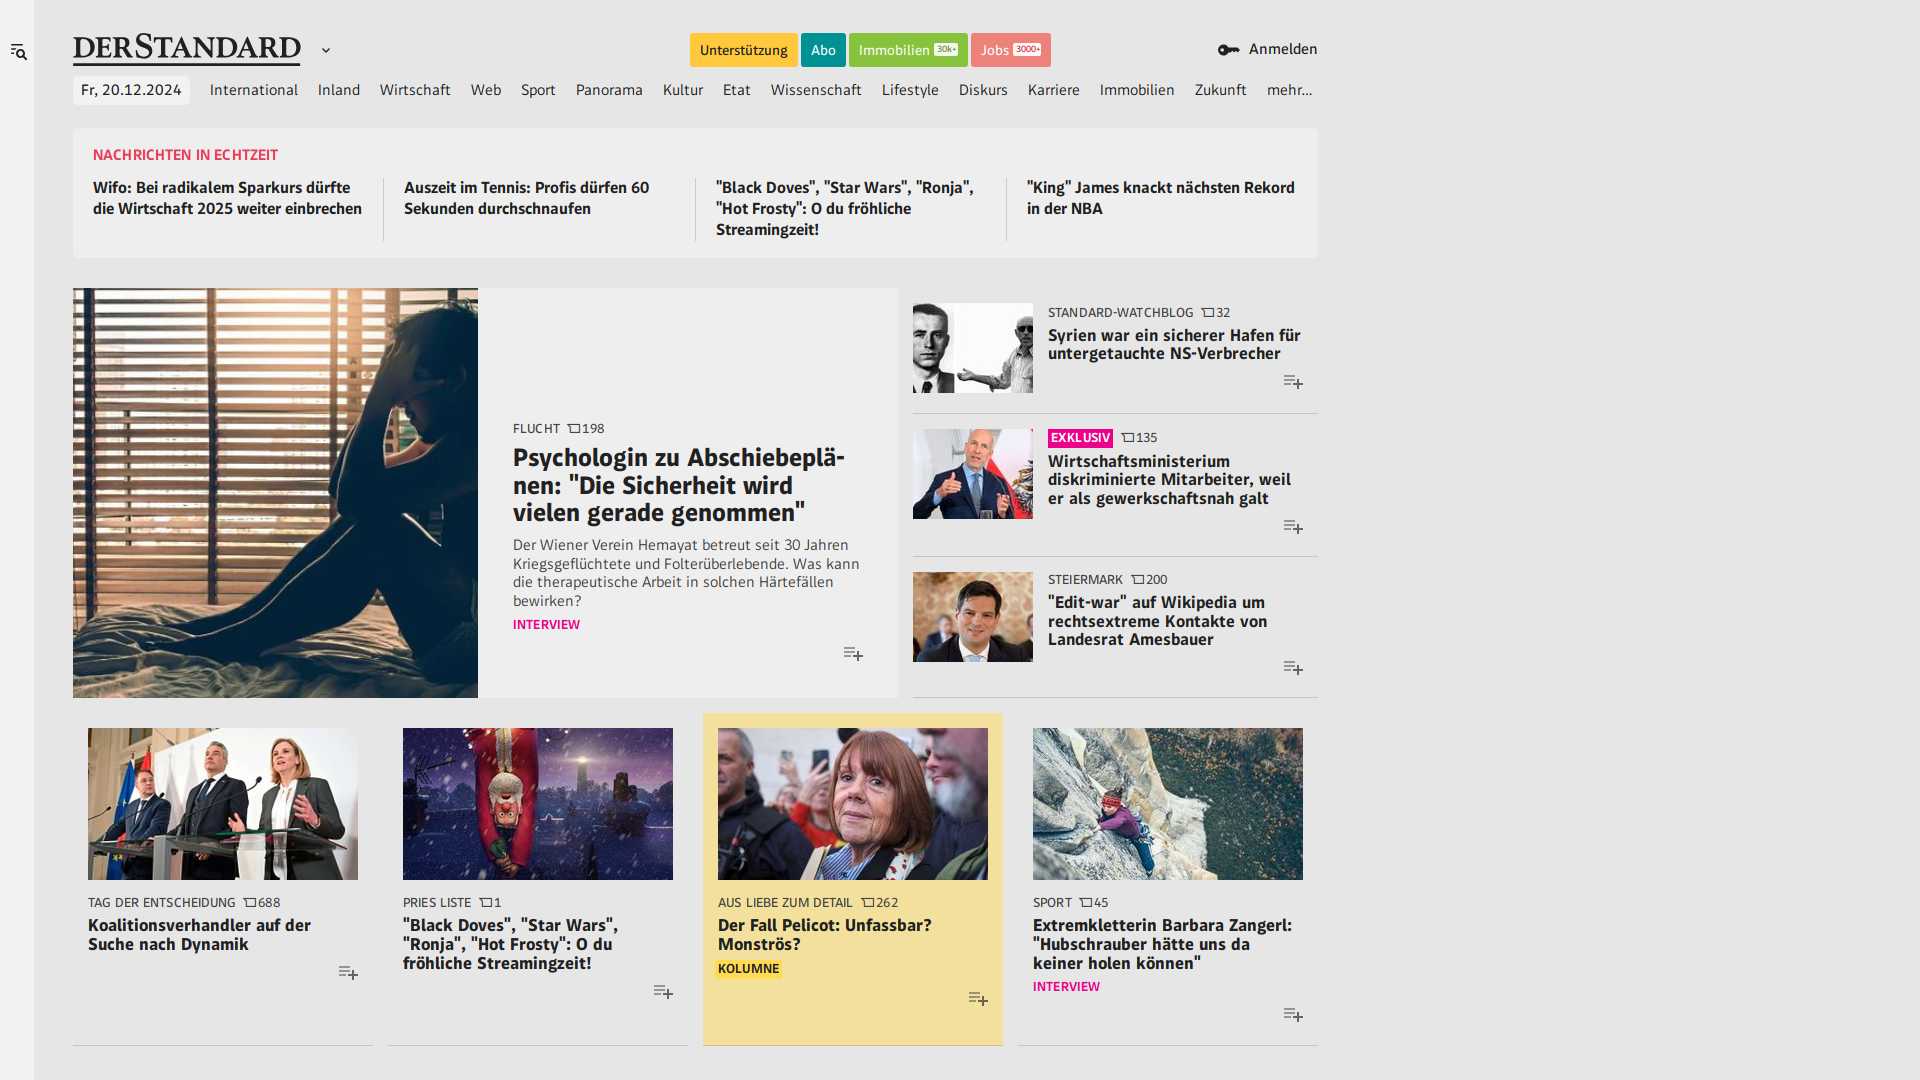 DERSTANDARD
Unterstützung
Abo
Immobilien 30k+
Jobs 3000+
Anmelden
Fr, 20.12.2024
International
Inland
Wirtschaft
Web
Sport
Panorama
Kultur
Etat
Wissenschaft
Lifestyle
Diskurs
Karriere
Immobilien
Zukunft
mehr...
NACHRICHTEN IN ECHTZEIT
Wifo: Bei radikalem Sparkurs dürfte
die Wirtschaft 2025 weiter einbrechen
Auszeit im Tennis: Profis dürfen 60
Sekunden durchschnaufen
"Black Doves", "Star Wars", "Ronja",
"Hot Frosty": O du fröhliche
Streamingzeit!
"King" James knackt nächsten Rekord
in der NBA
FLUCHT 198
Psychologin zu Abschiebeplä-
nen: "Die Sicherheit wird
vielen gerade genommen"
Der Wiener Verein Hemayat betreut seit 30 Jahren
Kriegsgeflüchtete und Folterüberlebende. Was kann
die therapeutische Arbeit in solchen Härtefällen
bewirken?
INTERVIEW
STANDARD-WATCHBLOG 32
Syrien war ein sicherer Hafen für
untergetauchte NS-Verbrecher
EXKLUSIV 135
Wirtschaftsministerium
diskriminierte Mitarbeiter, weil
er als gewerkschaftsnah galt
STEIERMARK 200
"Edit-war" auf Wikipedia um
rechtsextreme Kontakte von
Landesrat Amesbauer
TAG DER ENTSCHEIDUNG 688
Koalitionsverhandler auf der
Suche nach Dynamik
PRIES LISTE 1
"Black Doves", "Star Wars",
"Ronja", "Hot Frosty": O du
fröhliche Streamingzeit!
AUS LIEBE ZUM DETAIL 262
Der Fall Pelicot: Unfassbar?
Monströs?
KOLUMNE
SPORT 45
Extremkletterin Barbara Zangerl:
"Hubschrauber hätte uns da
keiner holen können"
INTERVIEW